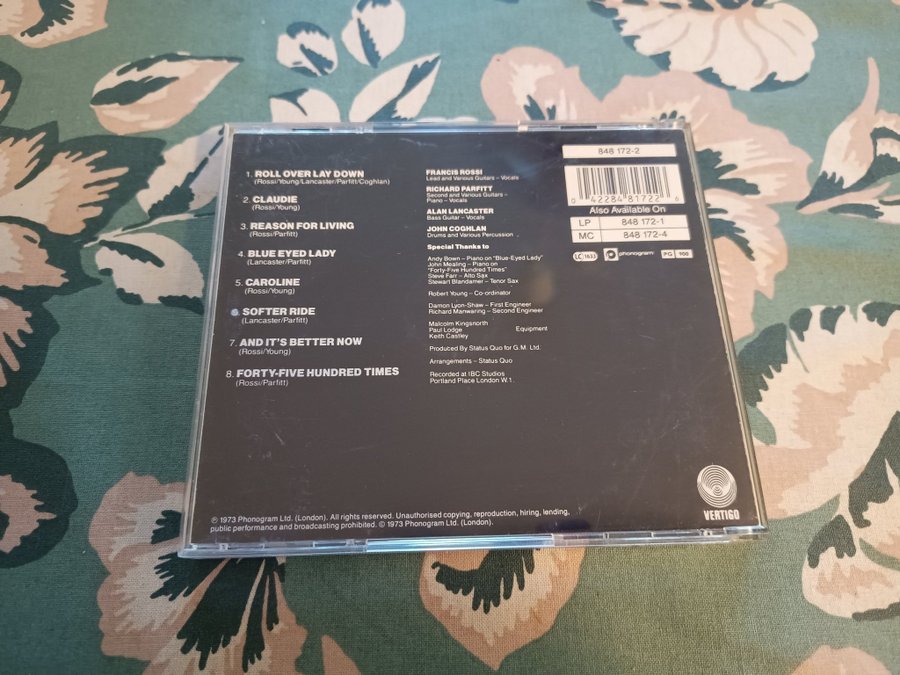 1. ROLL OVER LAY DOWN
(Rossi/Young/Lancaster/Parfitt/Coghlan)
2. CLAUDIE
(Rossi/Young)
3. REASON FOR LIVING
(Rossi/Parfitt)
4. BLUE EYED LADY
(Lancaster/Parfitt)
5. CAROLINE
(Rossi/Young)
6. SOFTER RIDE
(Lancaster/Parfitt)
7. AND IT'S BETTER NOW
(Rossi/Young)
8. FORTY-FIVE HUNDRED TIMES
(Rossi/Parfitt)
FRANCIS ROSSI
Lead and Various Guitars – Vocals
RICHARD PARFITT
Second and Various Guitars –
Piano – Vocals
ALAN LANCASTER
Bass Guitar – Vocals
JOHN COGHLAN
Drums and Various Percussion
Special Thanks to
Andy Bown – Piano on "Blue-Eyed Lady"
John Mealing – Piano on
"Forty-Five Hundred Times"
Steve Farr – Alto Sax
Stewart Blandamer – Tenor Sax
Robert Young – Co-ordinator
Damon Lyon-Shaw – First Engineer
Richard Manwaring – Second Engineer
Malcolm Kingsnorth
Paul Lodge Equipment
Keith Castley
Produced By Status Quo for G.M. Ltd.
Arrangements – Status Quo
Recorded at IBC Studios
Portland Place London W.1.
848 172-2
0 42284 81722 6
Also Available On
LP 848 172-1
MC 848 172-4
LC 1633 phonogram PG 900
℗ 1973 Phonogram Ltd. (London). All rights reserved. Unauthorised copying, reproduction, hiring, lending,
public performance and broadcasting prohibited. © 1973 Phonogram Ltd. (London).
VERTIGO